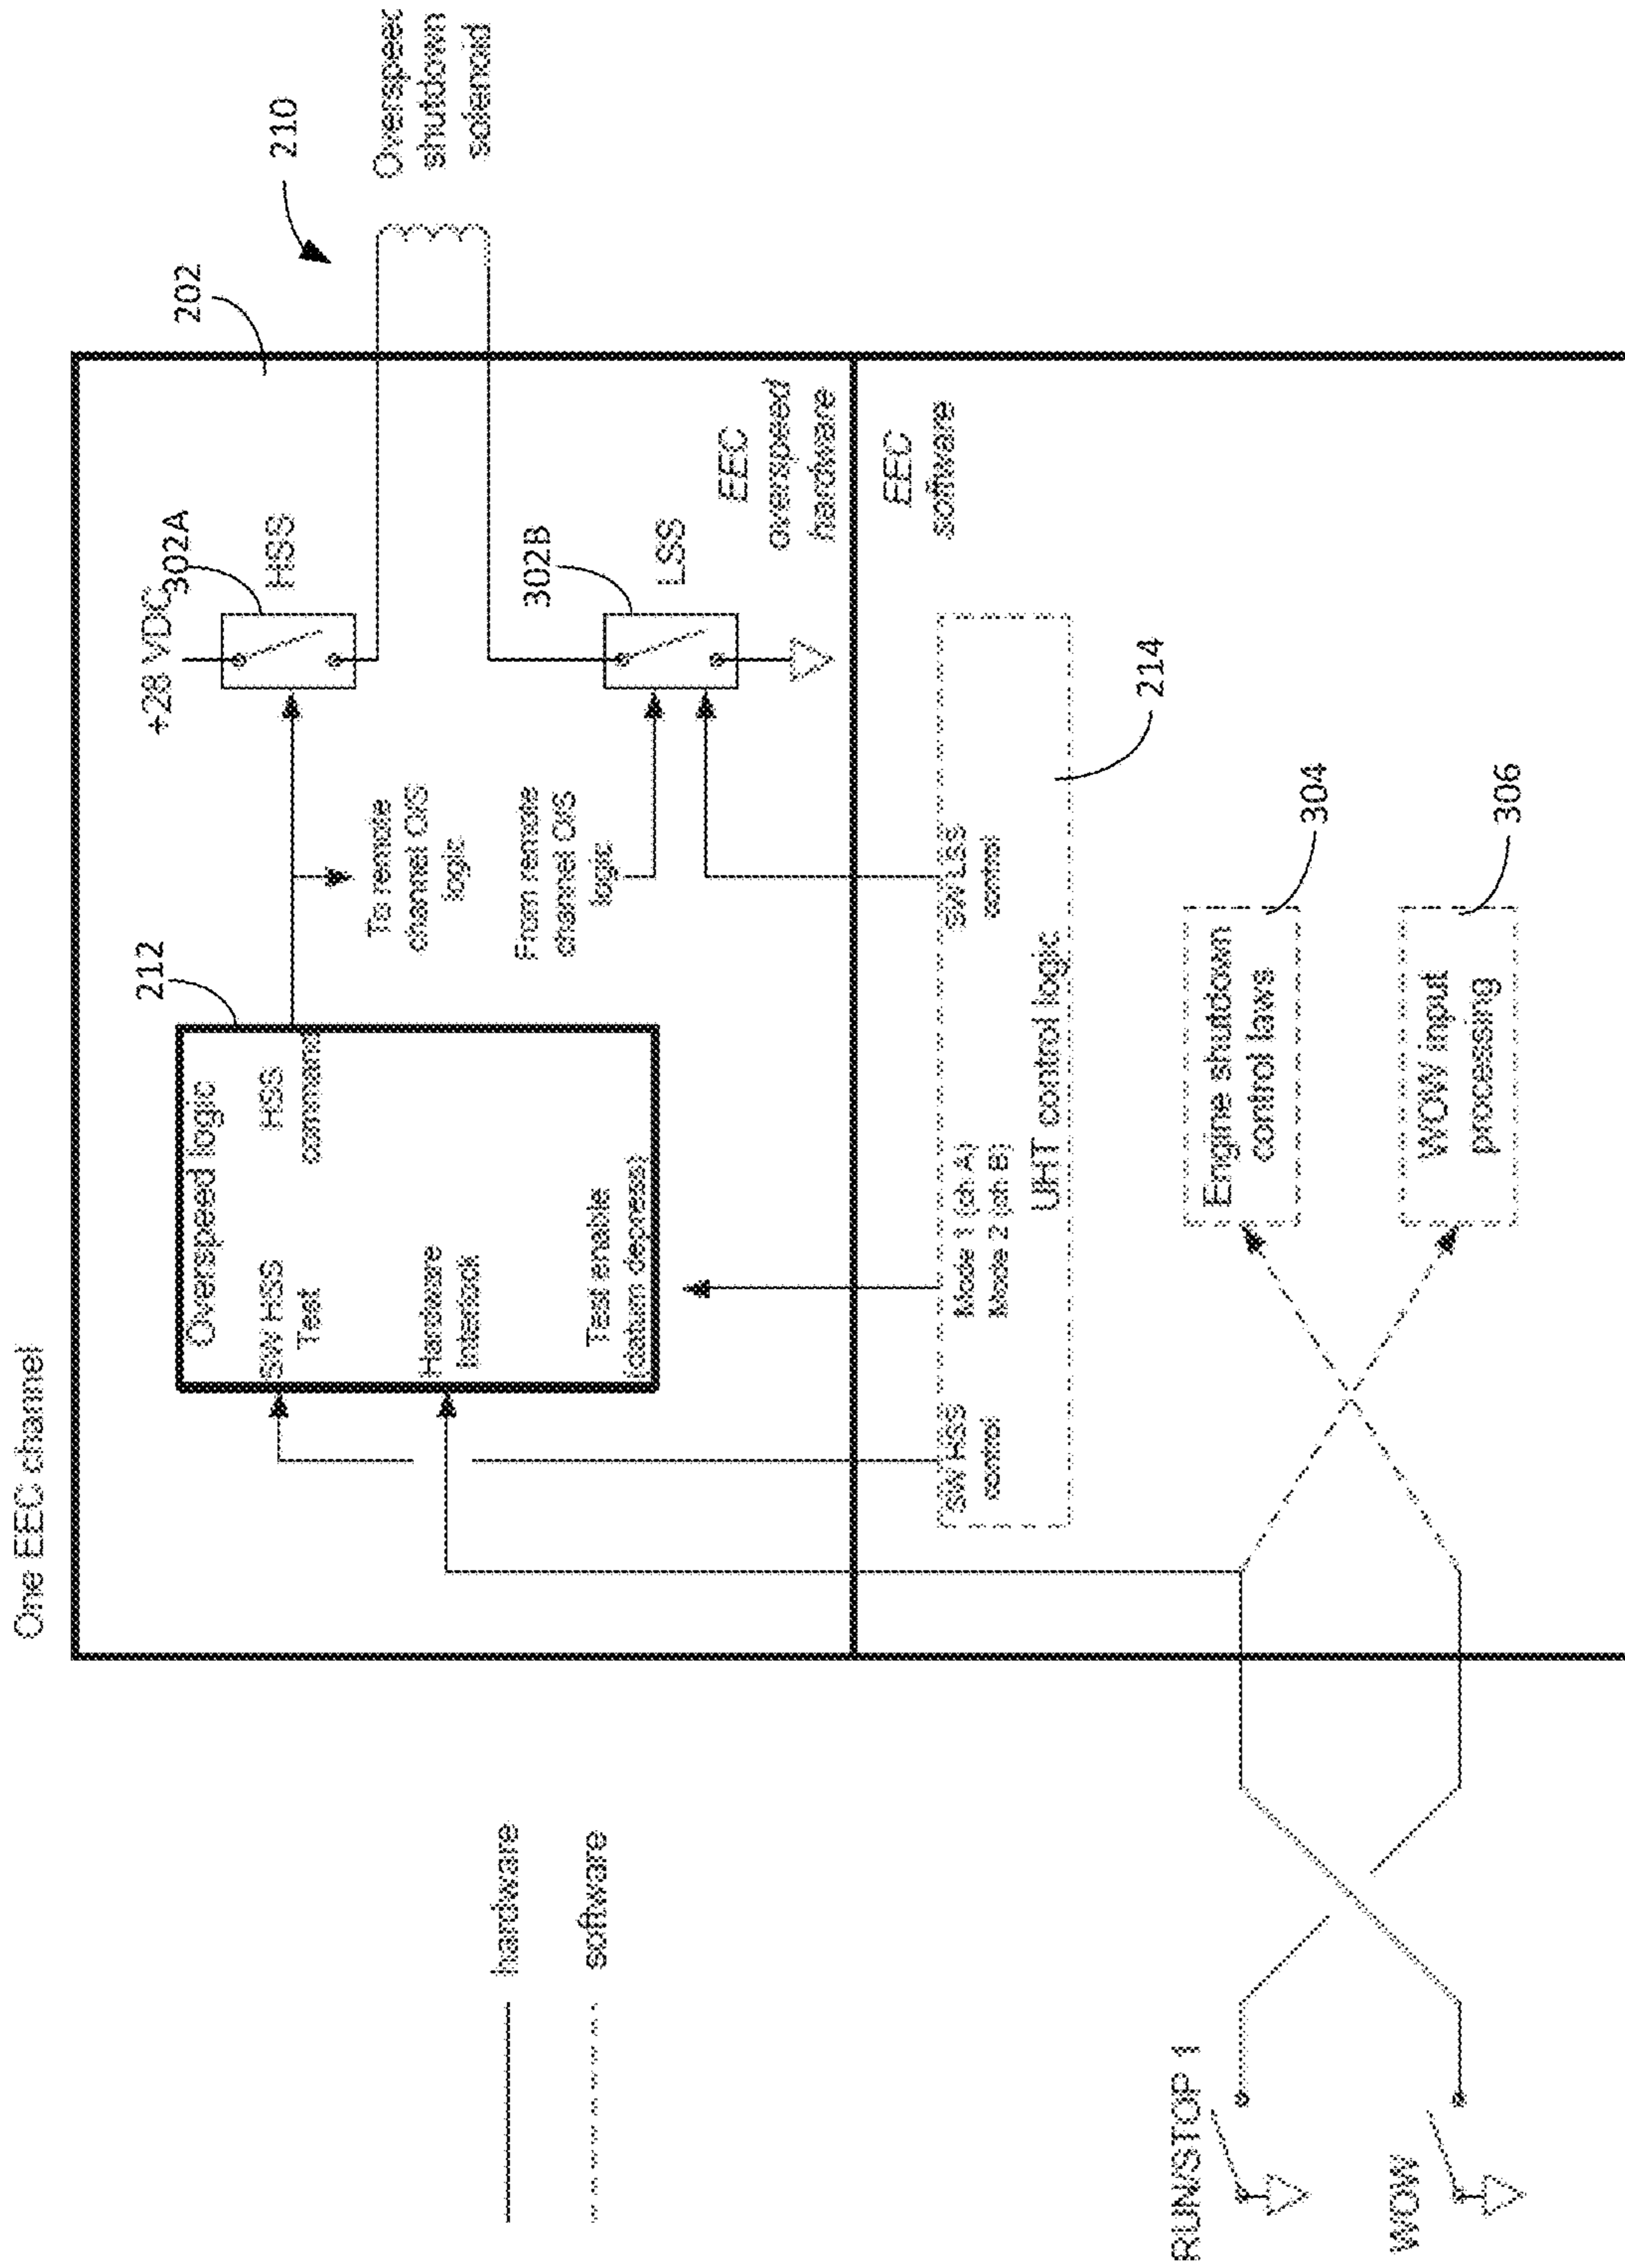 One EEC channel
+28 VDC
302A
HSS
202
210
Overspeed
shutdown
solenoid
212
Overspeed logic
SW HSS
Test
HSS
command
Hardware
Interlock
Test enable
(datum depress)
To remote
channel O/S
logic
From remote
channel O/S
logic
302B
LSS
EEC
overspeed
hardware
EEC
software
SW HSS
control
Mode 1 (ch A)
Mode 2 (ch B)
SW LSS
control
UHT control logic
214
Engine shutdown
control laws
304
WOW input
processing
306
hardware
software
RUN/STOP 1
WOW